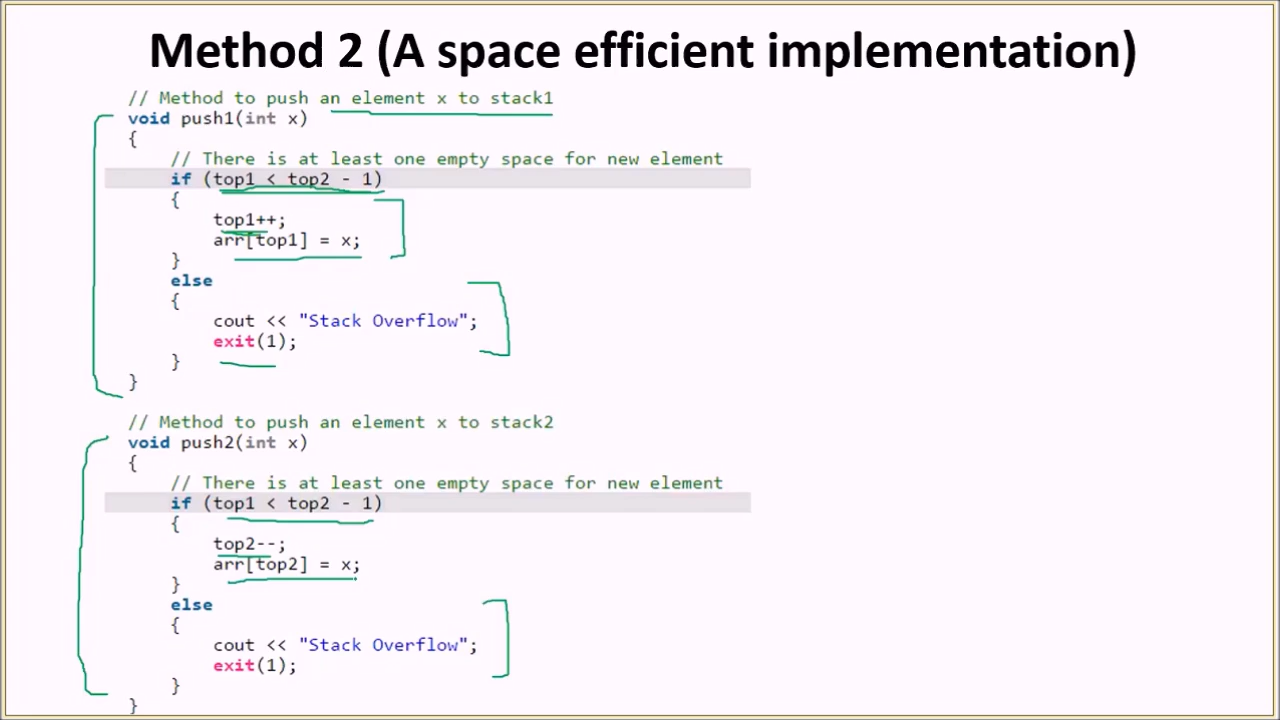 Method 2 (A space efficient implementation)
// Method to push an element x to stack1
void push1(int x)
{
// There is at least one empty space for new element
if (top1 < top2 - 1)
{
top1++;
arr[top1] = x;
}
else
{
cout << "Stack Overflow";
exit(1);
}
}
// Method to push an element x to stack2
void push2(int x)
{
// There is at least one empty space for new element
if (top1 < top2 - 1)
{
top2--;
arr[top2] = x;
}
else
{
cout << "Stack Overflow";
exit(1);
}
}